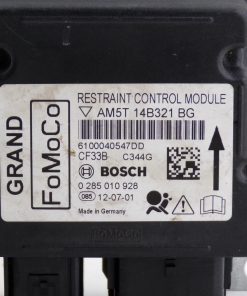 GRAND
FoMoCo
RESTRAINT CONTROL MODULE
AM5T 14B321 BG
6100040547DD
CF33B C344G
BOSCH
0 285 010 928
085 12-07-01
Made in Germany
FoMoCo